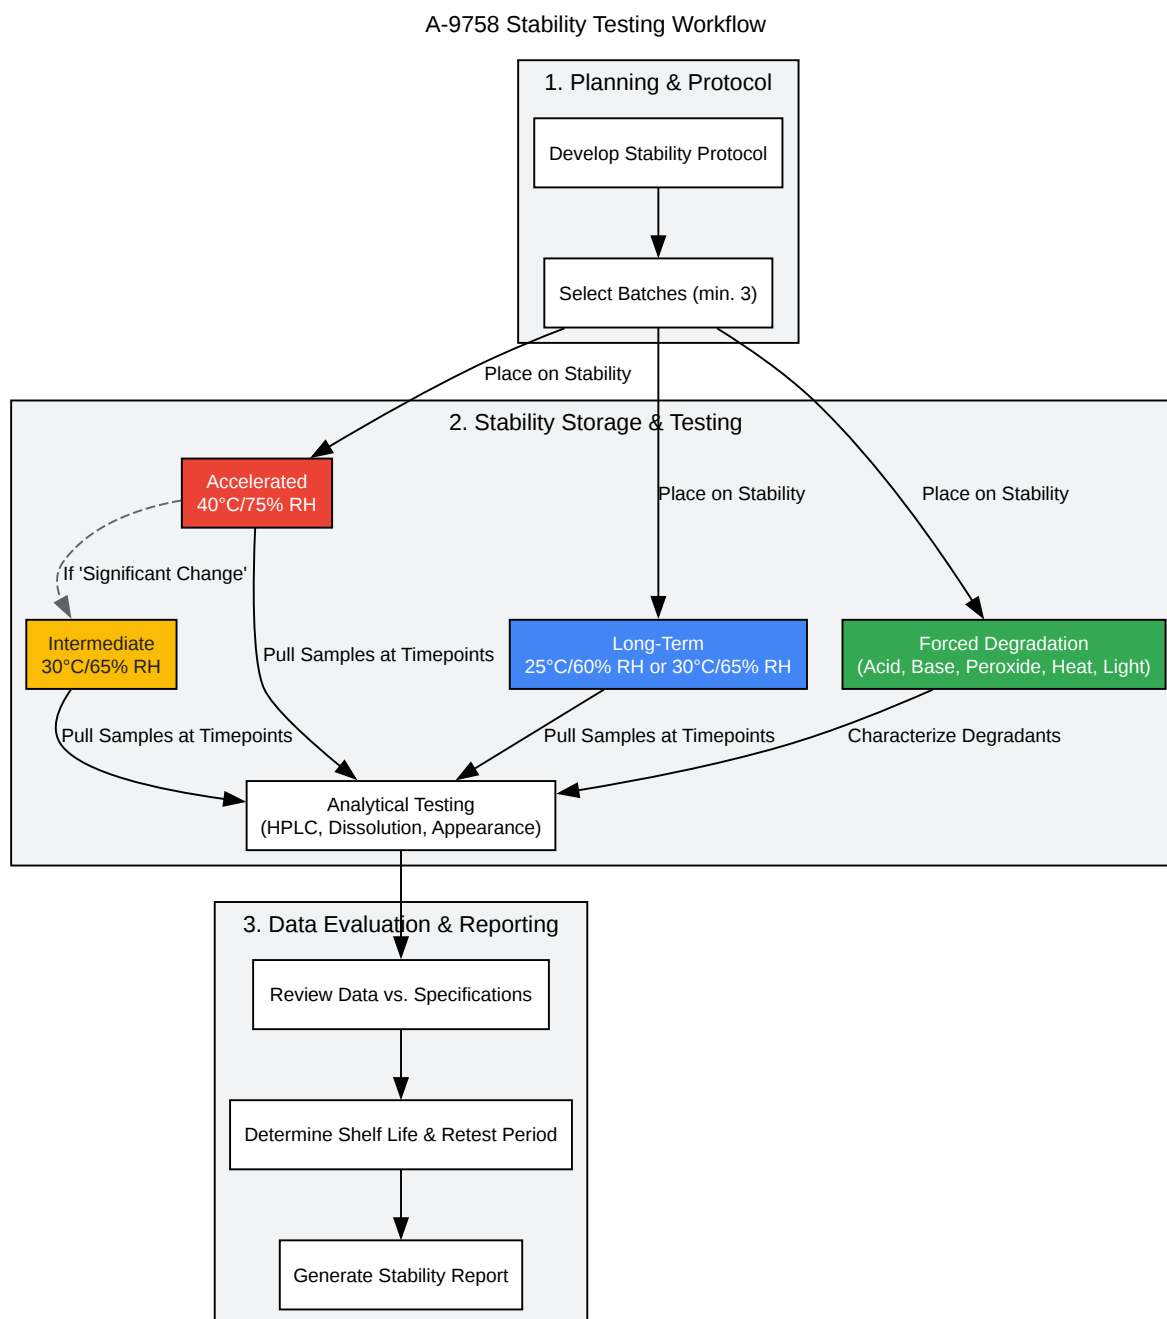 A-9758 Stability Testing Workflow
1. Planning & Protocol
Develop Stability Protocol
Select Batches (min. 3)
Place on Stability
2. Stability Storage & Testing
Accelerated
40°C/75% RH
Place on Stability
Place on Stability
If 'Significant Change'
Intermediate
30°C/65% RH
Pull Samples at Timepoints
Long-Term
25°C/60% RH or 30°C/65% RH
Forced Degradation
(Acid, Base, Peroxide, Heat, Light)
Pull Samples at Timepoints
Pull Samples at Timepoints
Characterize Degradants
Analytical Testing
(HPLC, Dissolution, Appearance)
3. Data Evaluation & Reporting
Review Data vs. Specifications
Determine Shelf Life & Retest Period
Generate Stability Report